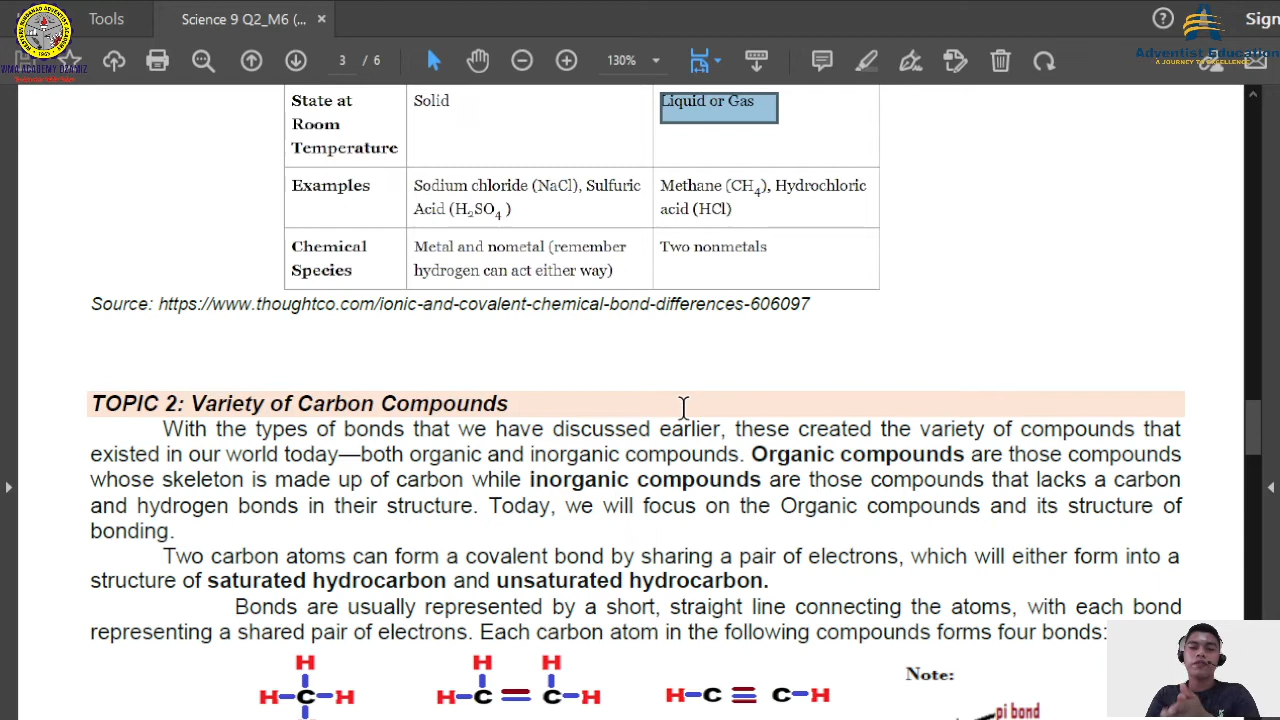 Tools
Science 9 Q2_M6 (...
×
Sign
3 / 6
130%
Adventist Education
A JOURNEY TO EXCELLENCE
State at Room Temperature
Solid
Liquid or Gas
Examples
Sodium chloride (NaCl), Sulfuric
Acid (H₂SO₄ )
Methane (CH₄), Hydrochloric
acid (HCl)
Chemical
Species
Metal and nometal (remember
hydrogen can act either way)
Two nonmetals
Source: https://www.thoughtco.com/ionic-and-covalent-chemical-bond-differences-606097
TOPIC 2: Variety of Carbon Compounds
With the types of bonds that we have discussed earlier, these created the variety of compounds that
existed in our world today—both organic and inorganic compounds. Organic compounds are those compounds
whose skeleton is made up of carbon while inorganic compounds are those compounds that lacks a carbon
and hydrogen bonds in their structure. Today, we will focus on the Organic compounds and its structure of
bonding.
Two carbon atoms can form a covalent bond by sharing a pair of electrons, which will either form into a
structure of saturated hydrocarbon and unsaturated hydrocarbon.
Bonds are usually represented by a short, straight line connecting the atoms, with each bond
representing a shared pair of electrons. Each carbon atom in the following compounds forms four bonds:
H H H
H C H H C C H H C C H
Note:
pi bond